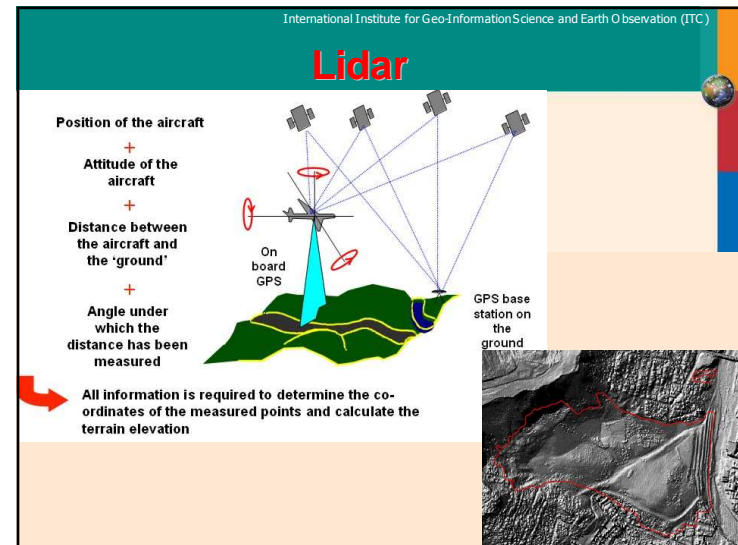 International Institute for Geo-Information Science and Earth Observation (ITC)
Lidar
Position of the aircraft
+
Attitude of the
aircraft
+
Distance between
the aircraft and
the ‘ground’
+
Angle under
which the
distance has been
measured
On
board
GPS
GPS base
station on
the
ground
All information is required to determine the co-
ordinates of the measured points and calculate the
terrain elevation